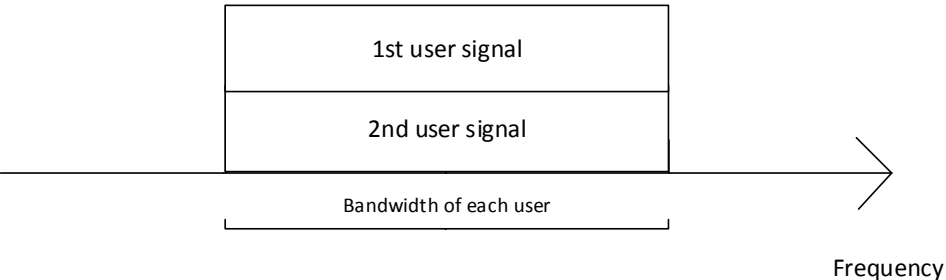 1st user signal
2nd user signal
Bandwidth of each user
Frequency